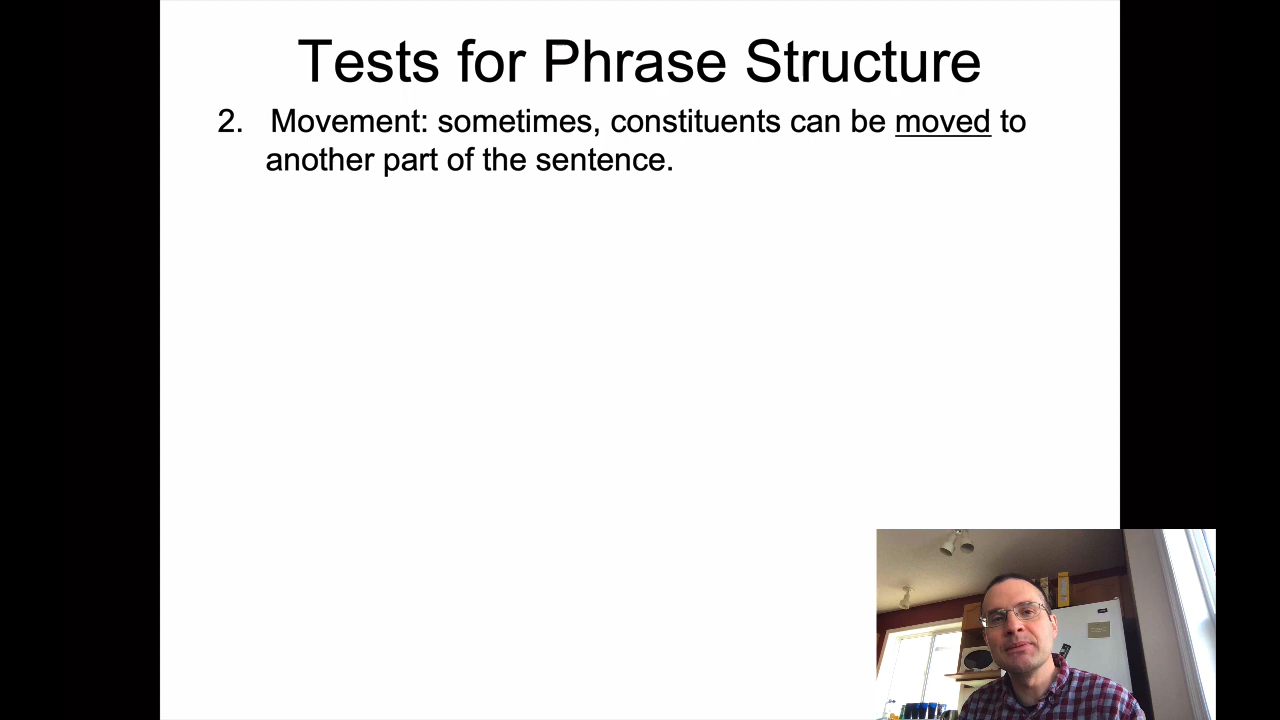 Tests for Phrase Structure
2. Movement: sometimes, constituents can be moved to
another part of the sentence.